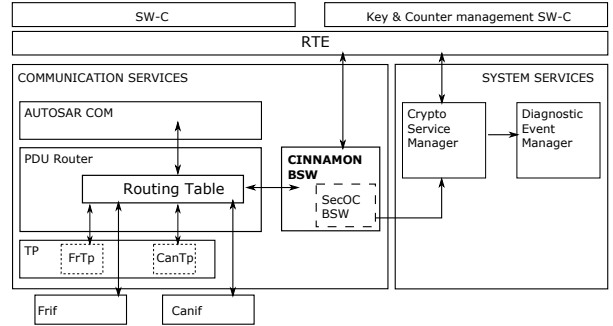 SW-C
Key & Counter management SW-C
RTE
COMMUNICATION SERVICES
SYSTEM SERVICES
AUTOSAR COM
Crypto
Service
Manager
Diagnostic
Event
Manager
PDU Router
CINNAMON
BSW
Routing Table
SecOC
BSW
TP
FrTp
CanTp
Frif
Canif